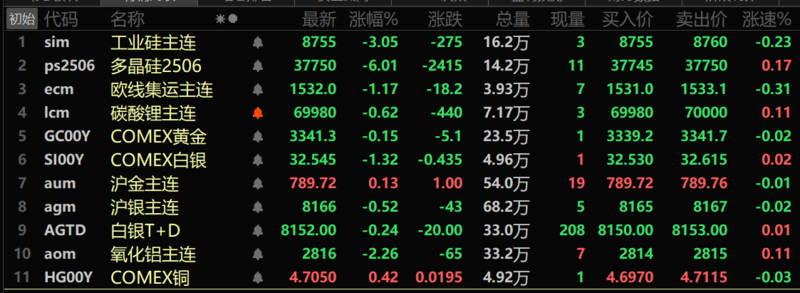 初始 代码 名称 最新 涨幅% 涨跌 总量 现量 买入价 卖出价 涨速%
1 sim 工业硅主连 8755 -3.05 -275 16.2万 3 8755 8760 -0.23
2 ps2506 多晶硅2506 37750 -6.01 -2415 14.2万 11 37745 37750 0.17
3 ecm 欧线集运主连 1532.0 -1.17 -18.2 3.93万 7 1531.0 1533.1 -0.31
4 lcm 碳酸锂主连 69980 -0.62 -440 7.17万 3 69980 70000 0.11
5 GC00Y COMEX黄金 3341.3 -0.15 -5.1 23.5万 1 3339.2 3341.7 -0.02
6 SI00Y COMEX白银 32.545 -1.32 -0.435 4.96万 1 32.530 32.615 0.02
7 aum 沪金主连 789.72 0.13 1.00 54.0万 19 789.72 789.76 -0.01
8 agm 沪银主连 8166 -0.52 -43 68.2万 5 8165 8167 -0.02
9 AGTD 白银T+D 8152.00 -0.24 -20.00 33.0万 208 8150.00 8153.00 0.01
10 aom 氧化铝主连 2816 -2.26 -65 33.2万 7 2814 2815 0.11
11 HG00Y COMEX铜 4.7050 0.42 0.0195 4.92万 1 4.6970 4.7115 -0.03